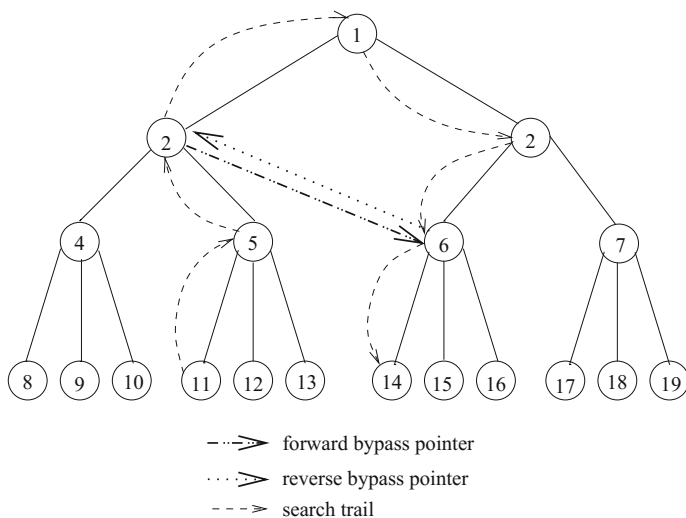 1
2 2
4 5 6 7
8 9 10 11 12 13 14 15 16 17 18 19
forward bypass pointer
reverse bypass pointer
search trail